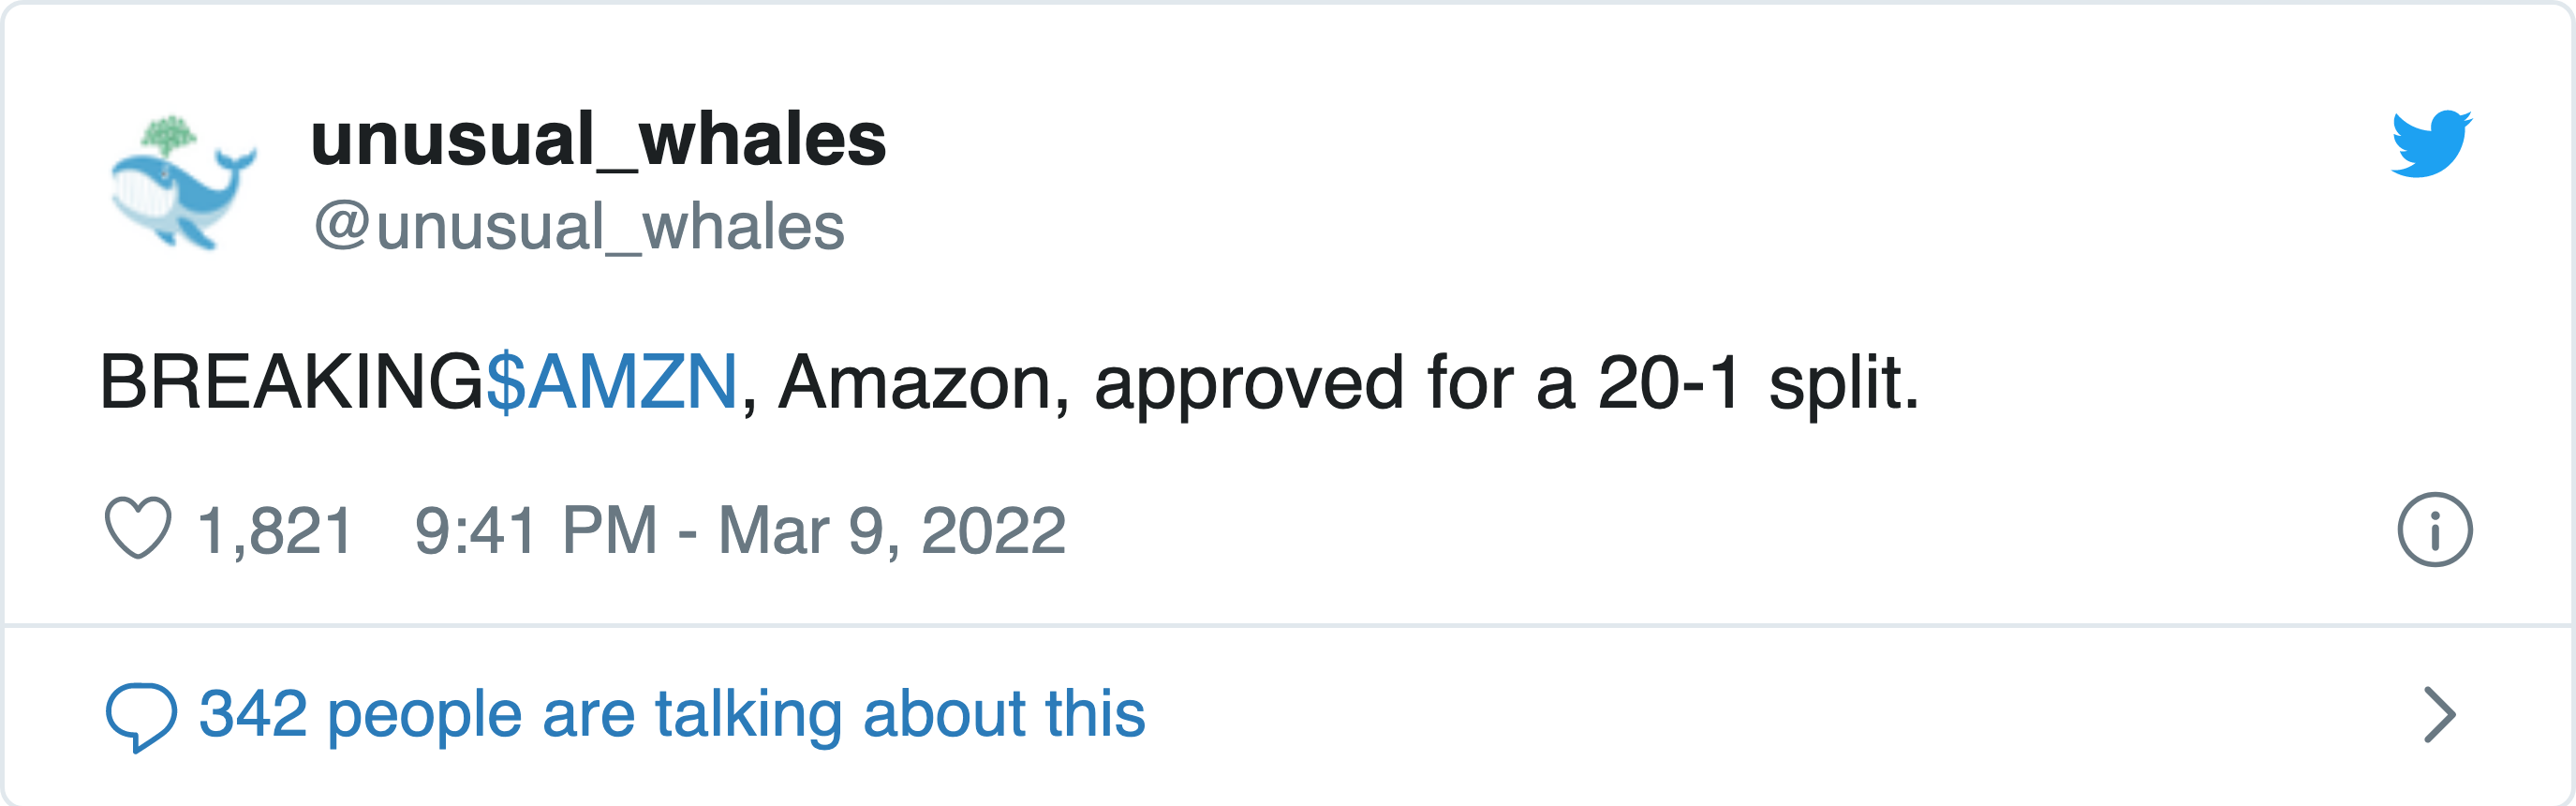 unusual_whales
@unusual_whales
BREAKING$AMZN, Amazon, approved for a 20-1 split.
1,821 9:41 PM - Mar 9, 2022
342 people are talking about this